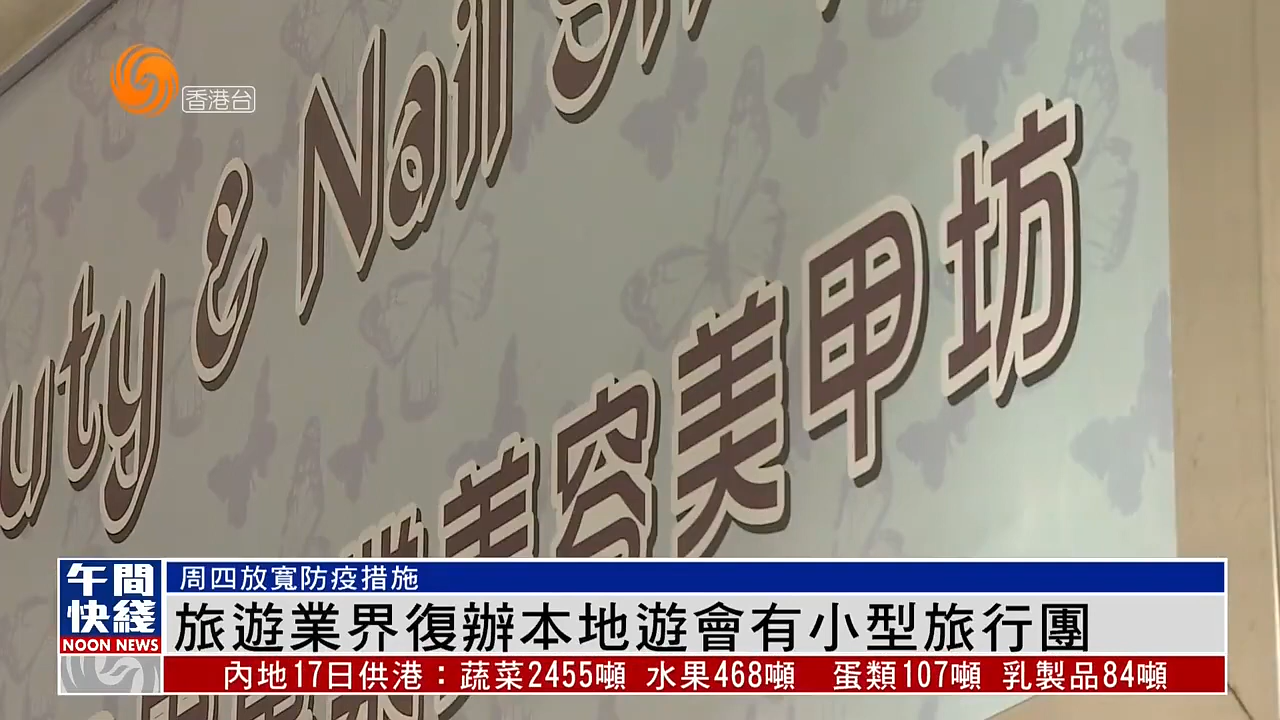 香港台
& Nail
美容美甲坊
午間
快綫
NOON NEWS
周四放寬防疫措施
旅遊業界復辦本地遊會有小型旅行團
內地17日供港：蔬菜2455噸 水果468噸 蛋類107噸 乳製品84噸